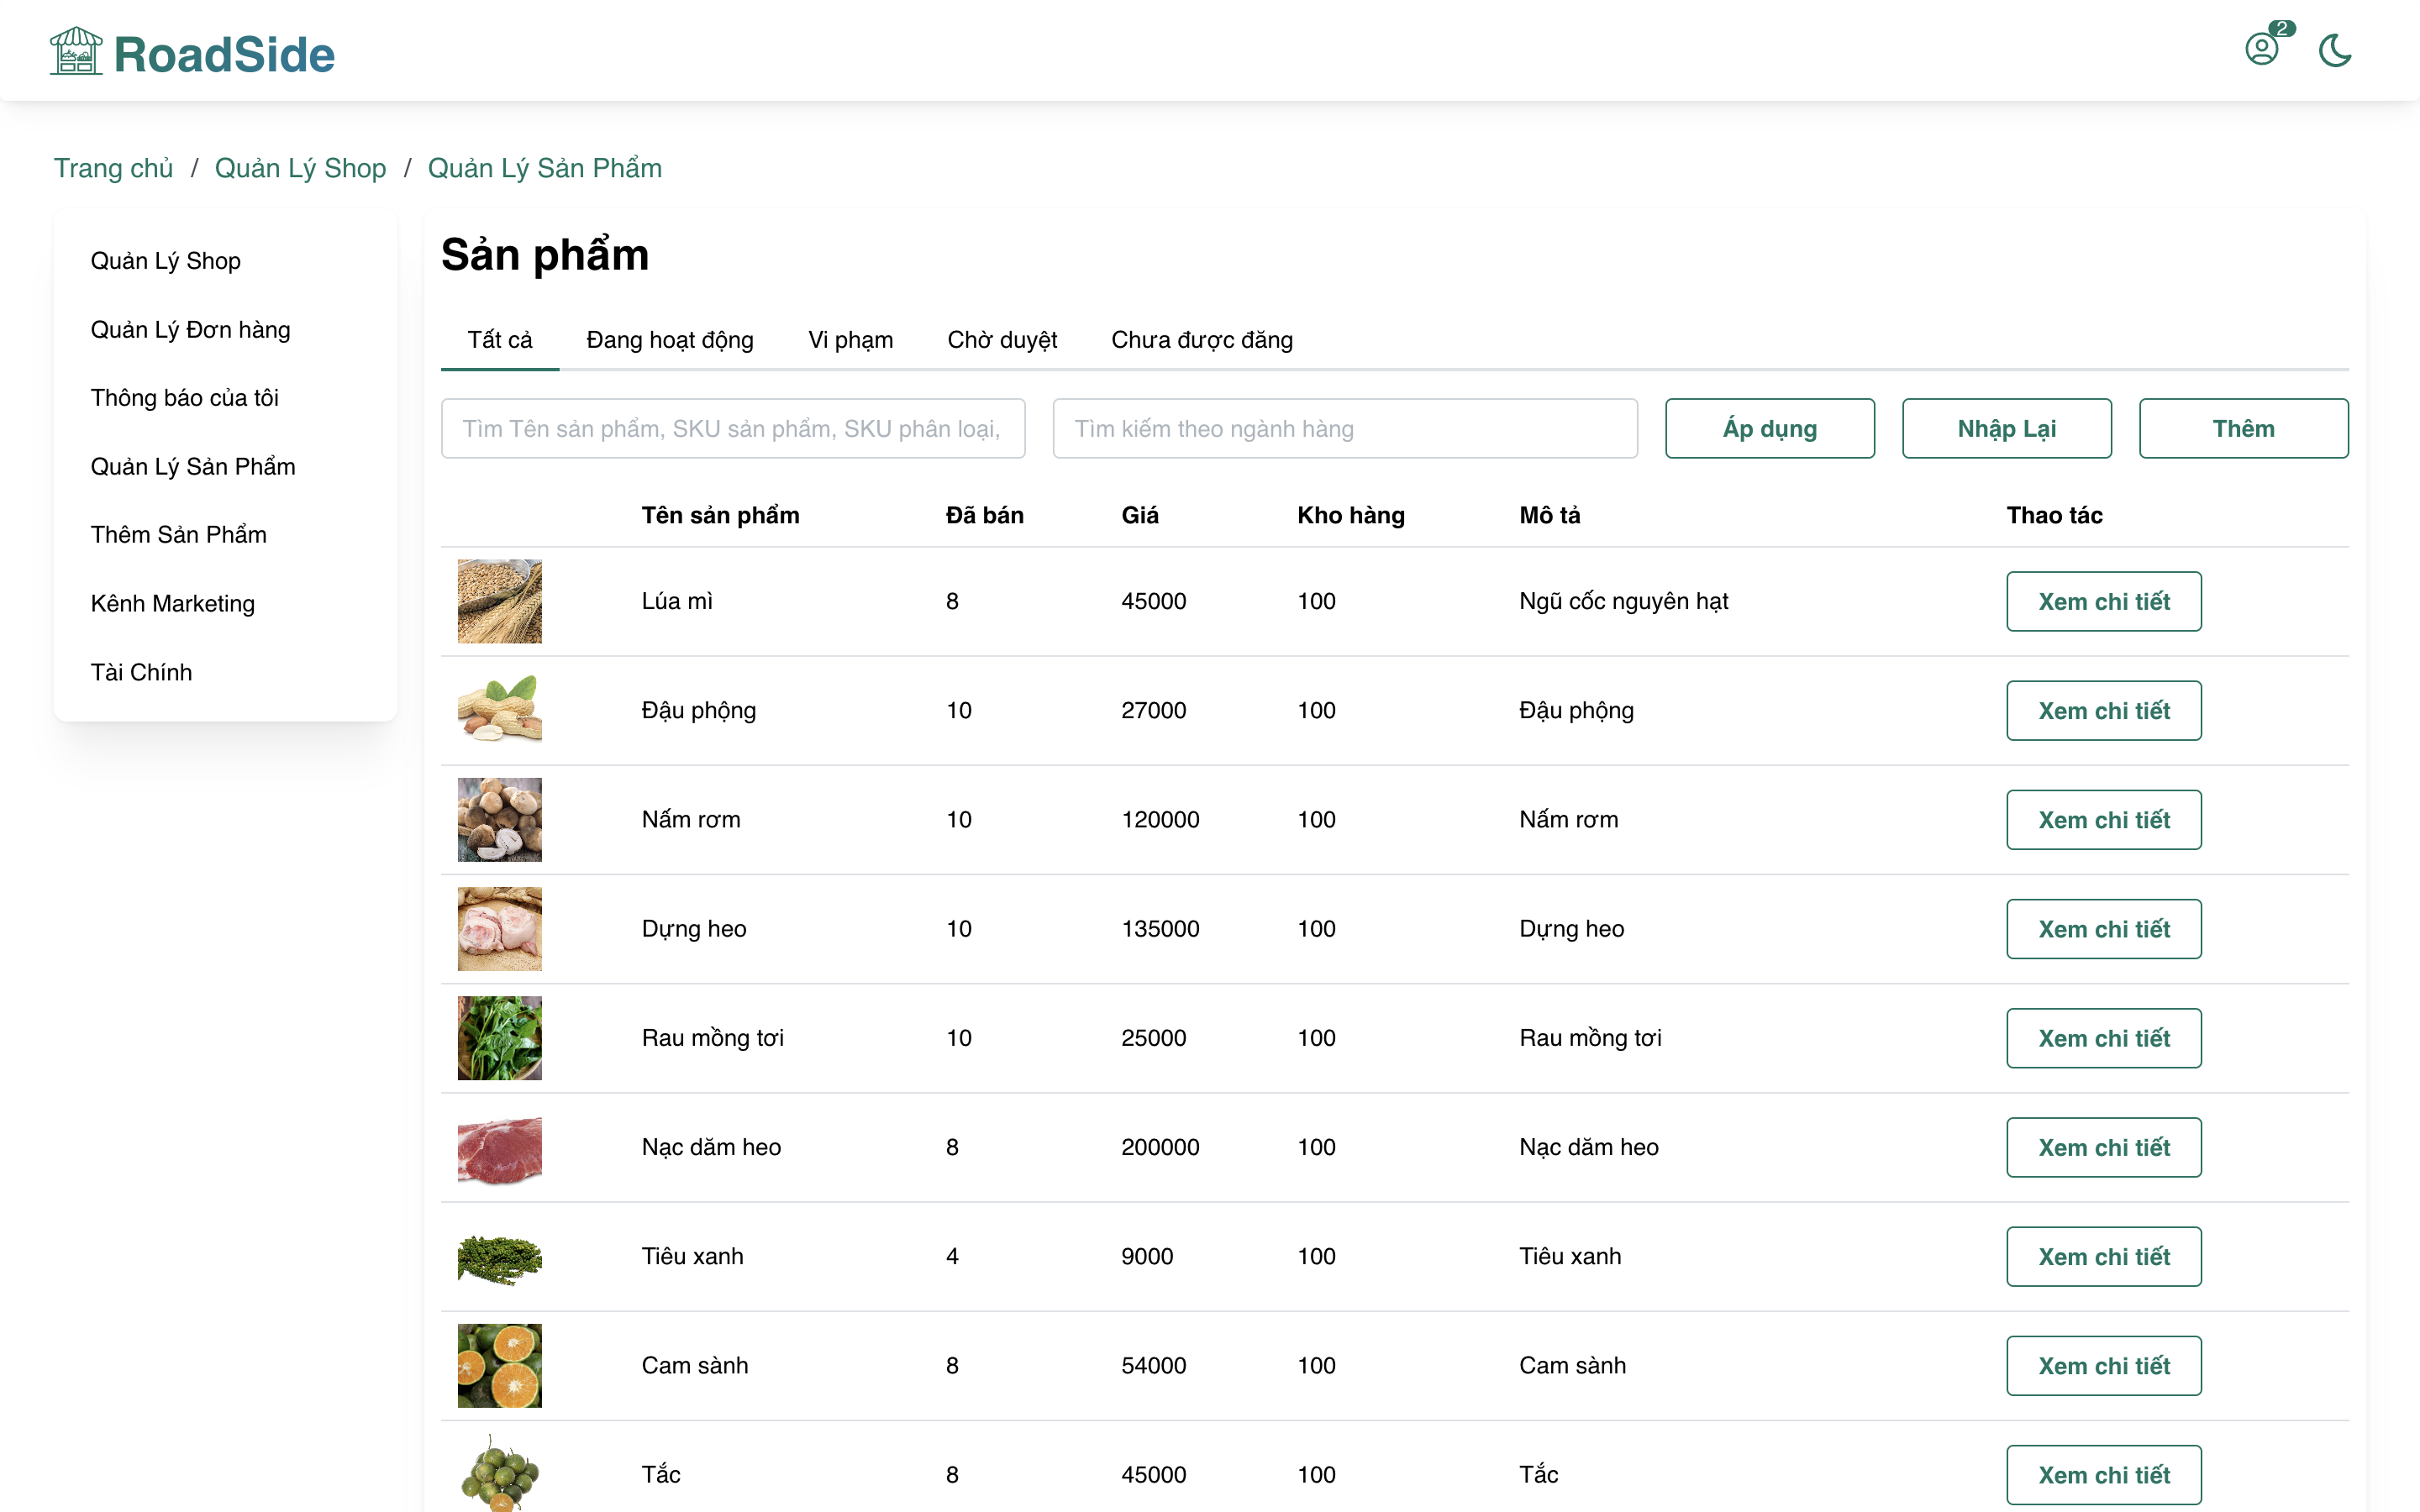 RoadSide
2
Trang chủ / Quản Lý Shop / Quản Lý Sản Phẩm
Quản Lý Shop
Quản Lý Đơn hàng
Thông báo của tôi
Quản Lý Sản Phẩm
Thêm Sản Phẩm
Kênh Marketing
Tài Chính
Sản phẩm
Tất cả Đang hoạt động Vi phạm Chờ duyệt Chưa được đăng
Tìm Tên sản phẩm, SKU sản phẩm, SKU phân loại, Tìm kiếm theo ngành hàng Áp dụng Nhập Lại Thêm
Tên sản phẩm Đã bán Giá Kho hàng Mô tả Thao tác
Lúa mì 8 45000 100 Ngũ cốc nguyên hạt Xem chi tiết
Đậu phộng 10 27000 100 Đậu phộng Xem chi tiết
Nấm rơm 10 120000 100 Nấm rơm Xem chi tiết
Dựng heo 10 135000 100 Dựng heo Xem chi tiết
Rau mồng tơi 10 25000 100 Rau mồng tơi Xem chi tiết
Nạc dăm heo 8 200000 100 Nạc dăm heo Xem chi tiết
Tiêu xanh 4 9000 100 Tiêu xanh Xem chi tiết
Cam sành 8 54000 100 Cam sành Xem chi tiết
Tắc 8 45000 100 Tắc Xem chi tiết